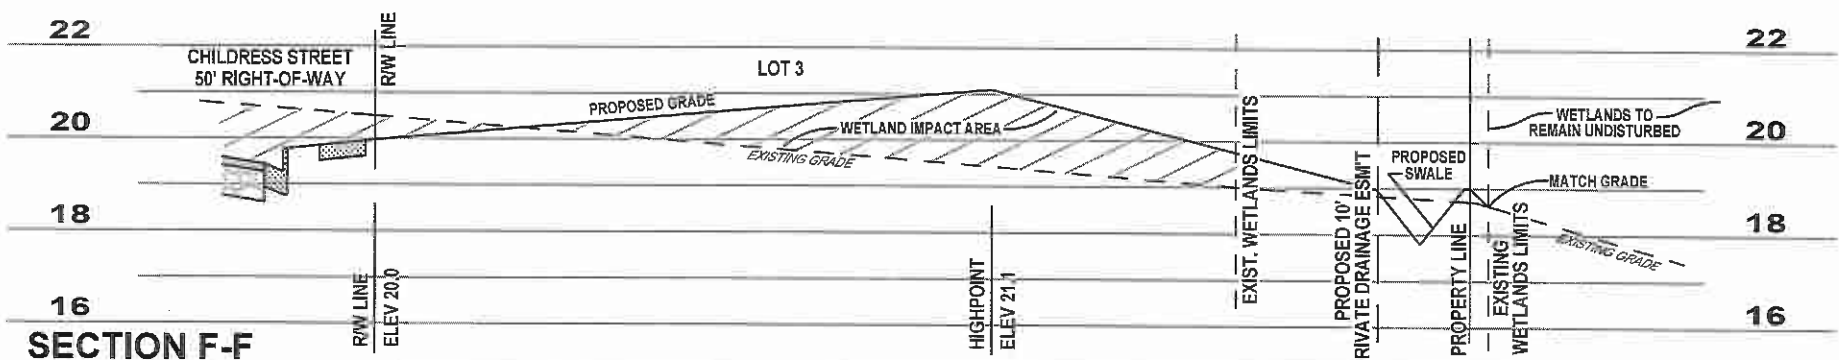 22
CHILDRESS STREET
50' RIGHT-OF-WAY
R/W LINE
LOT 3
22
PROPOSED GRADE
20
WETLAND IMPACT AREA
EXISTING GRADE
EXIST. WETLANDS LIMITS
WETLANDS TO
REMAIN UNDISTURBED
20
PROPOSED
SWALE
MATCH GRADE
18
18
EXISTING GRADE
R/W LINE
ELEV 20.0
HIGHPOINT
ELEV 21.1
PROPOSED 10'
RIVATE DRAINAGE ESM'T
PROPERTY LINE
EXISTING
WETLANDS LIMITS
16
16
SECTION F-F